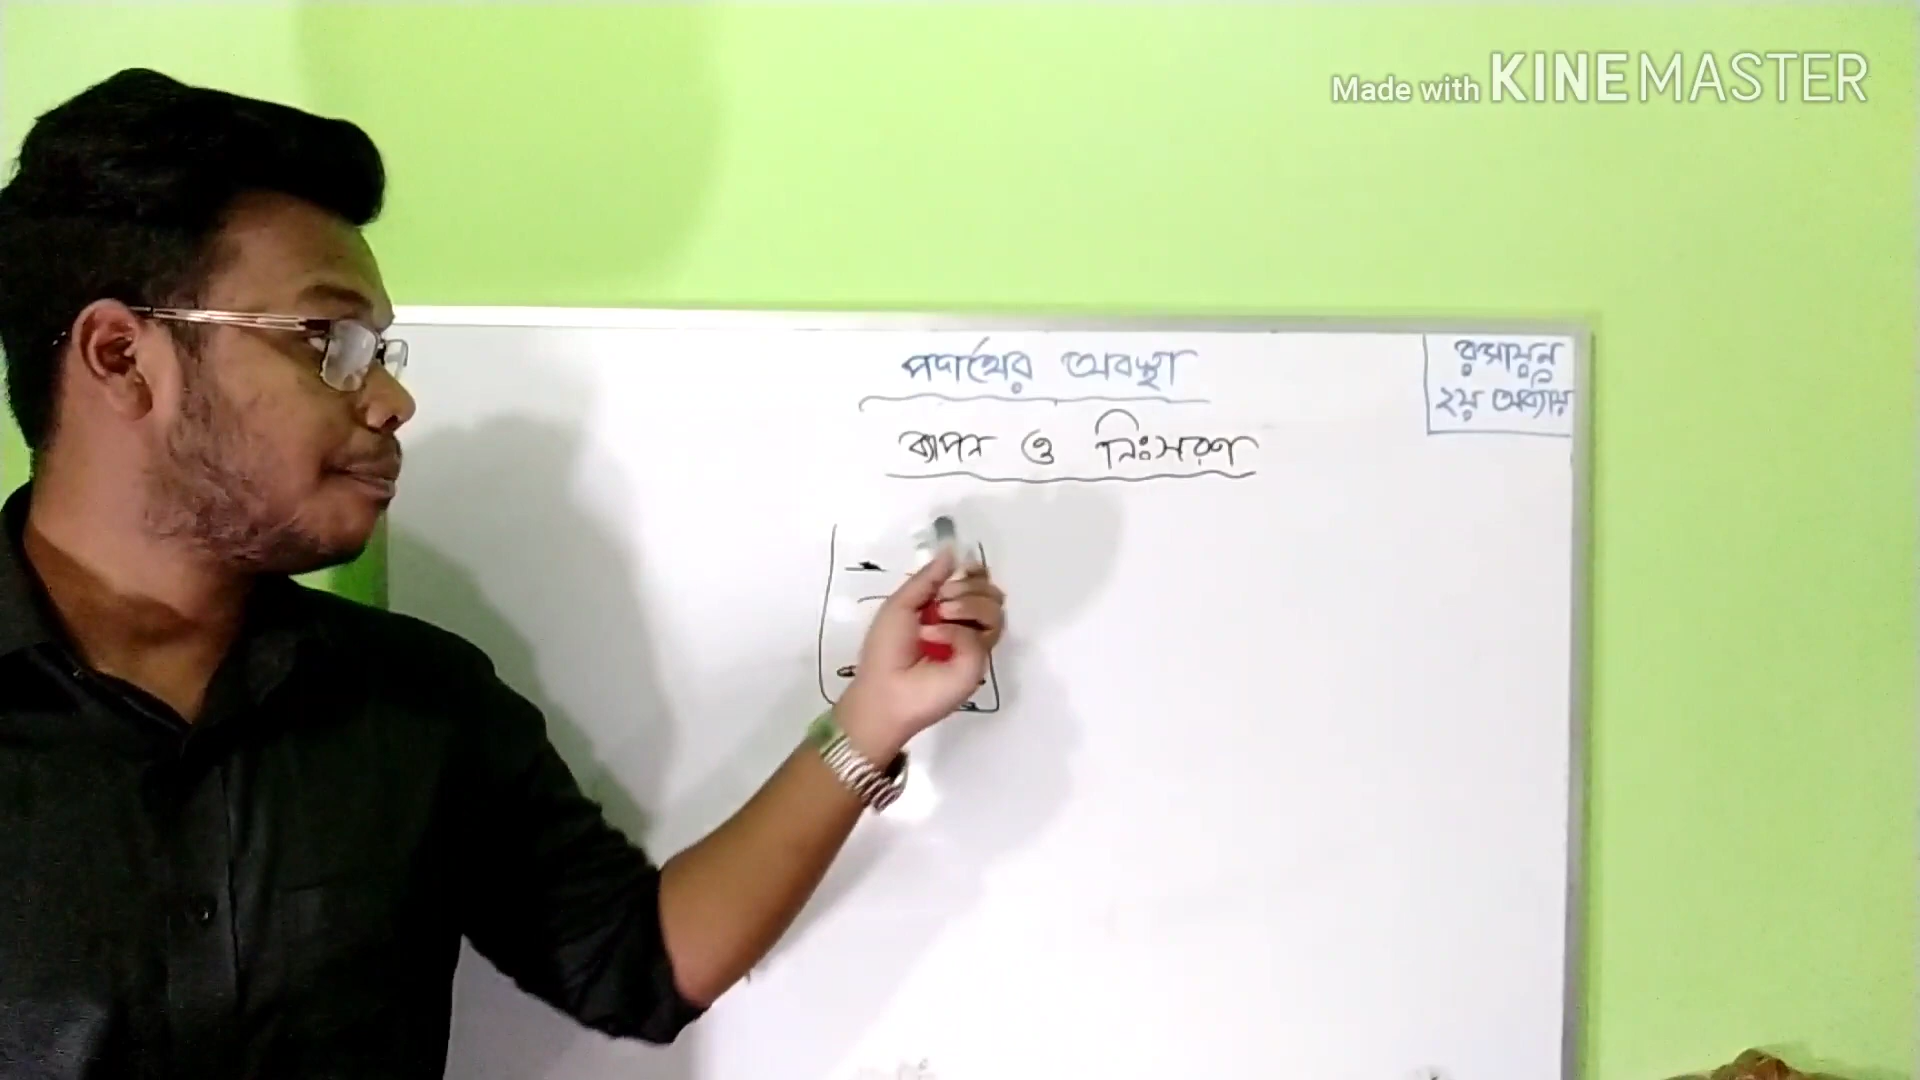 Made with KINEMASTER
পদার্থের অবস্থা
রসায়ন
২য় অধ্যায়
ব্যাপন ও নিঃসরণ